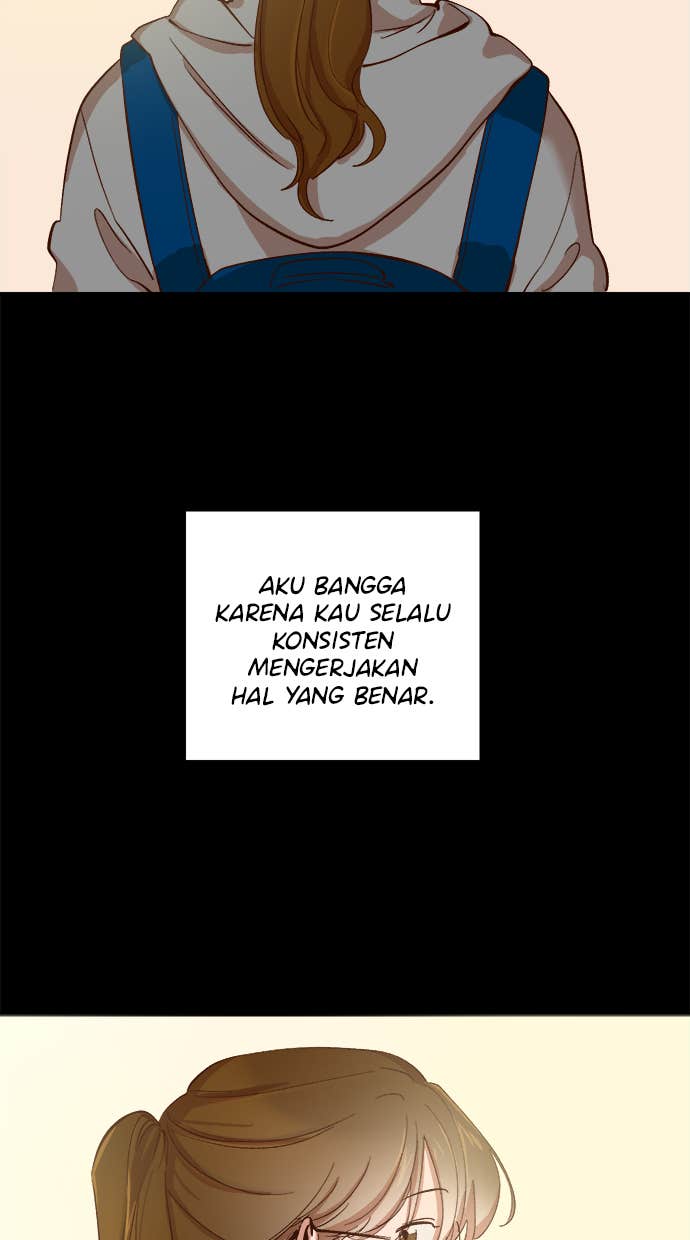 AKU BANGGA
KARENA KAU SELALU
KONSISTEN
MENGERJAKAN
HAL YANG BENAR.